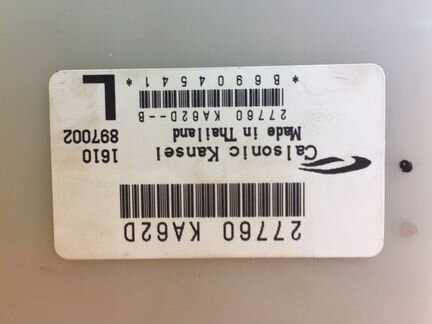 27760 KA62D
Calsonic Kansei
Made in Thailand
1610
897002
27760 KA62D--B
* B6904541 *
L